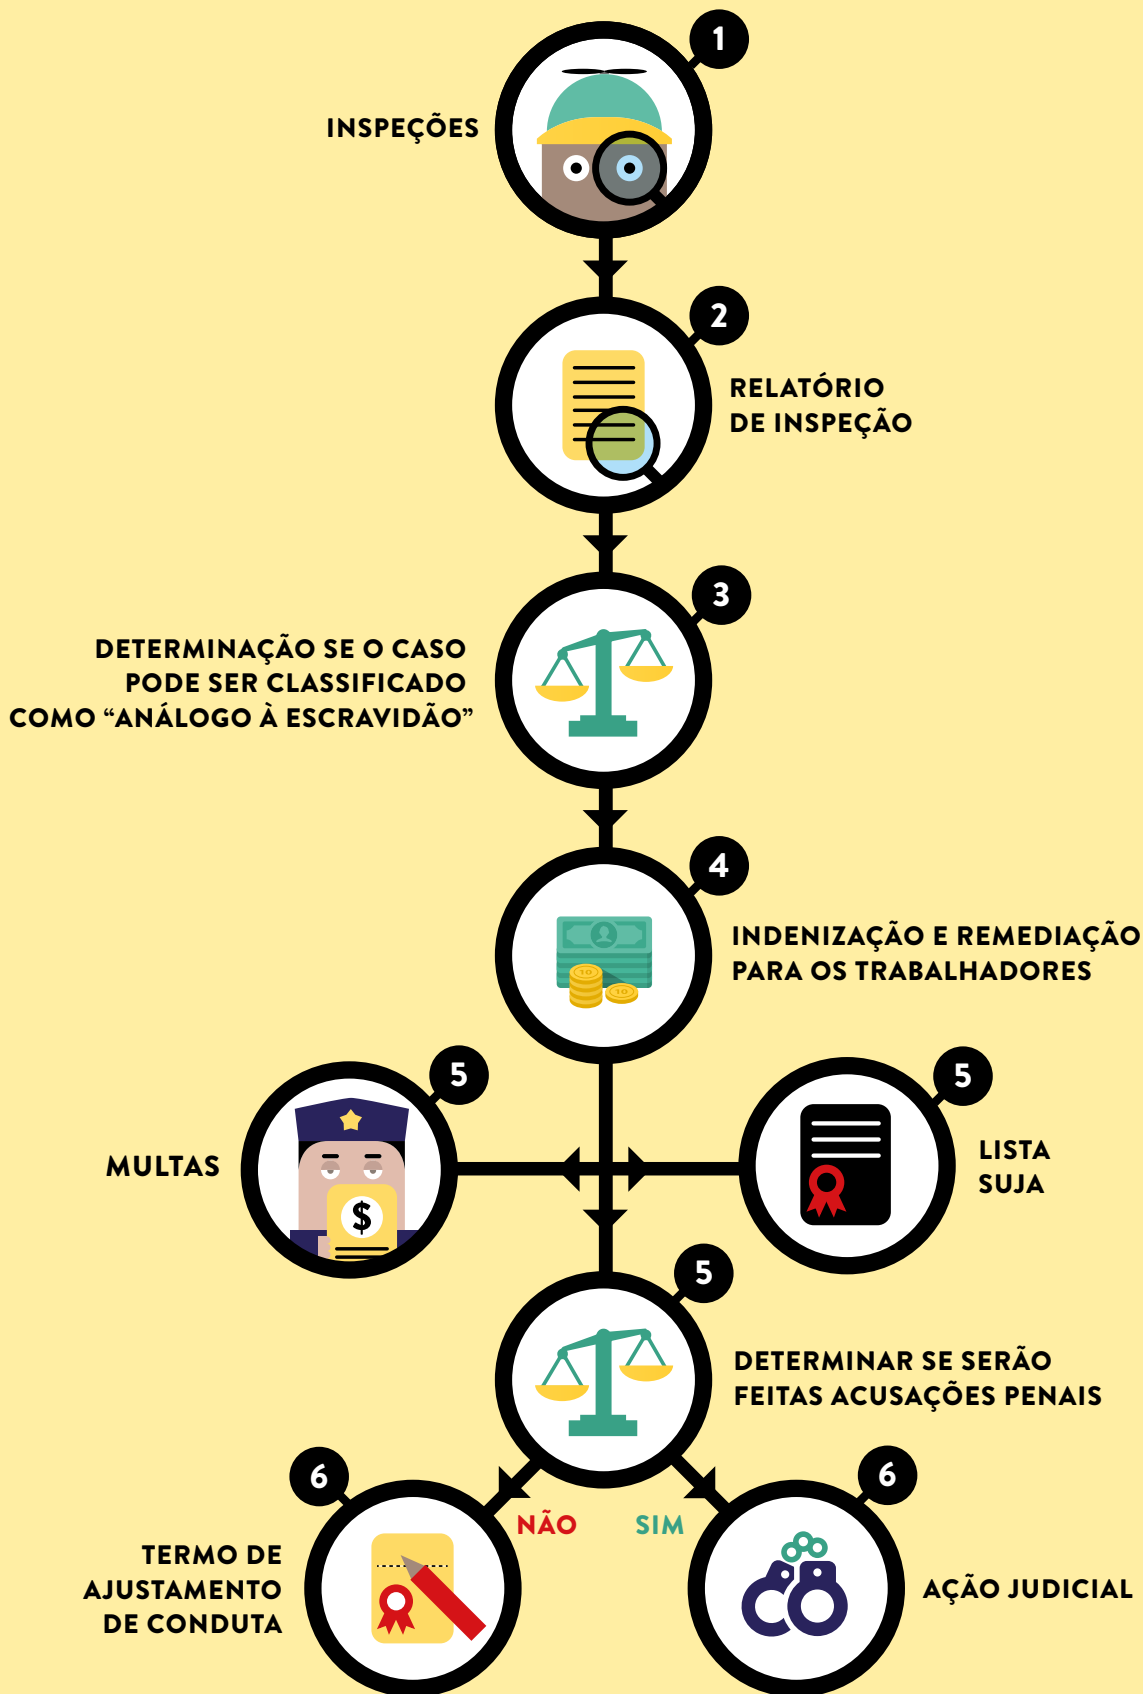 1
INSPEÇÕES
2
RELATÓRIO
DE INSPEÇÃO
3
DETERMINAÇÃO SE O CASO
PODE SER CLASSIFICADO
COMO “ANÁLOGO À ESCRAVIDÃO”
4
INDENIZAÇÃO E REMEDIAÇÃO
PARA OS TRABALHADORES
10
10
5
MULTAS
$
5
LISTA
SUJA
5
DETERMINAR SE SERÃO
FEITAS ACUSAÇÕES PENAIS
NÃO
SIM
6
TERMO DE
AJUSTAMENTO
DE CONDUTA
6
AÇÃO JUDICIAL